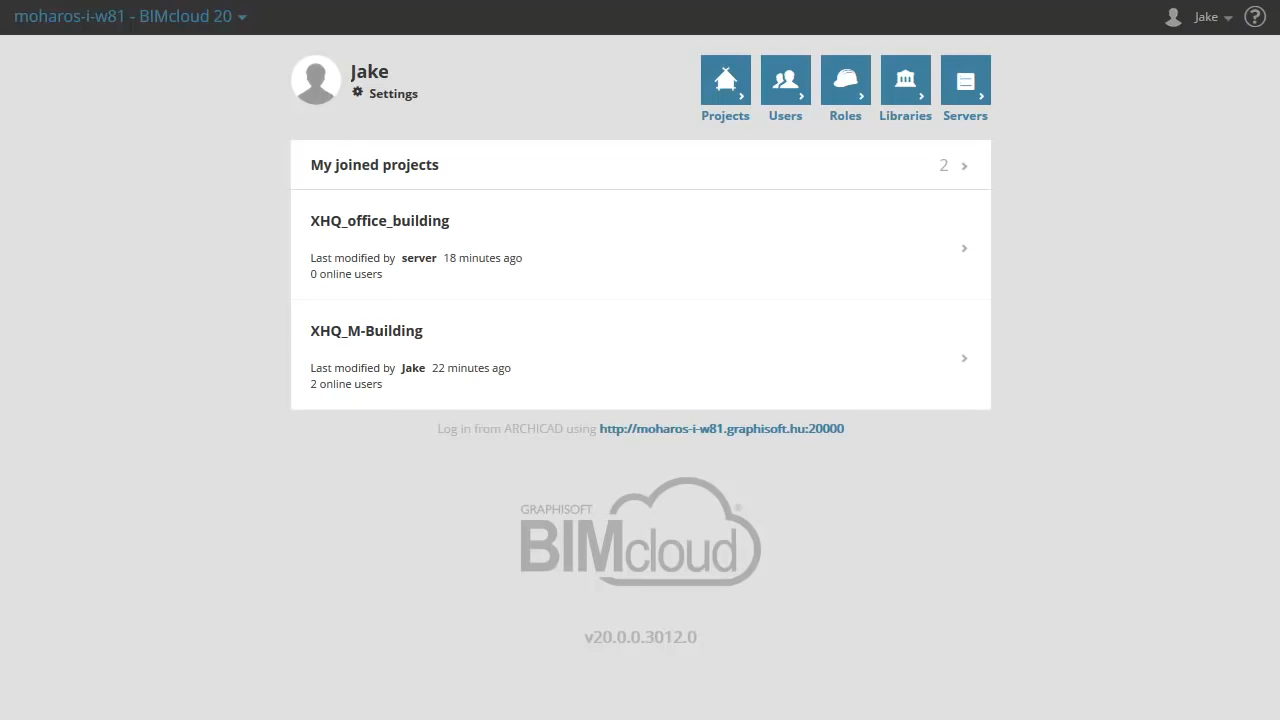 moharos-i-w81 - BIMcloud 20
Jake
?
Jake
Settings
Projects
Users
Roles
Libraries
Servers
My joined projects
2
XHQ_office_building
Last modified by server 18 minutes ago
0 online users
XHQ_M-Building
Last modified by Jake 22 minutes ago
2 online users
Log in from ARCHICAD using http://moharos-i-w81.graphisoft.hu:20000
GRAPHISOFT
BIMcloud®
v20.0.0.3012.0